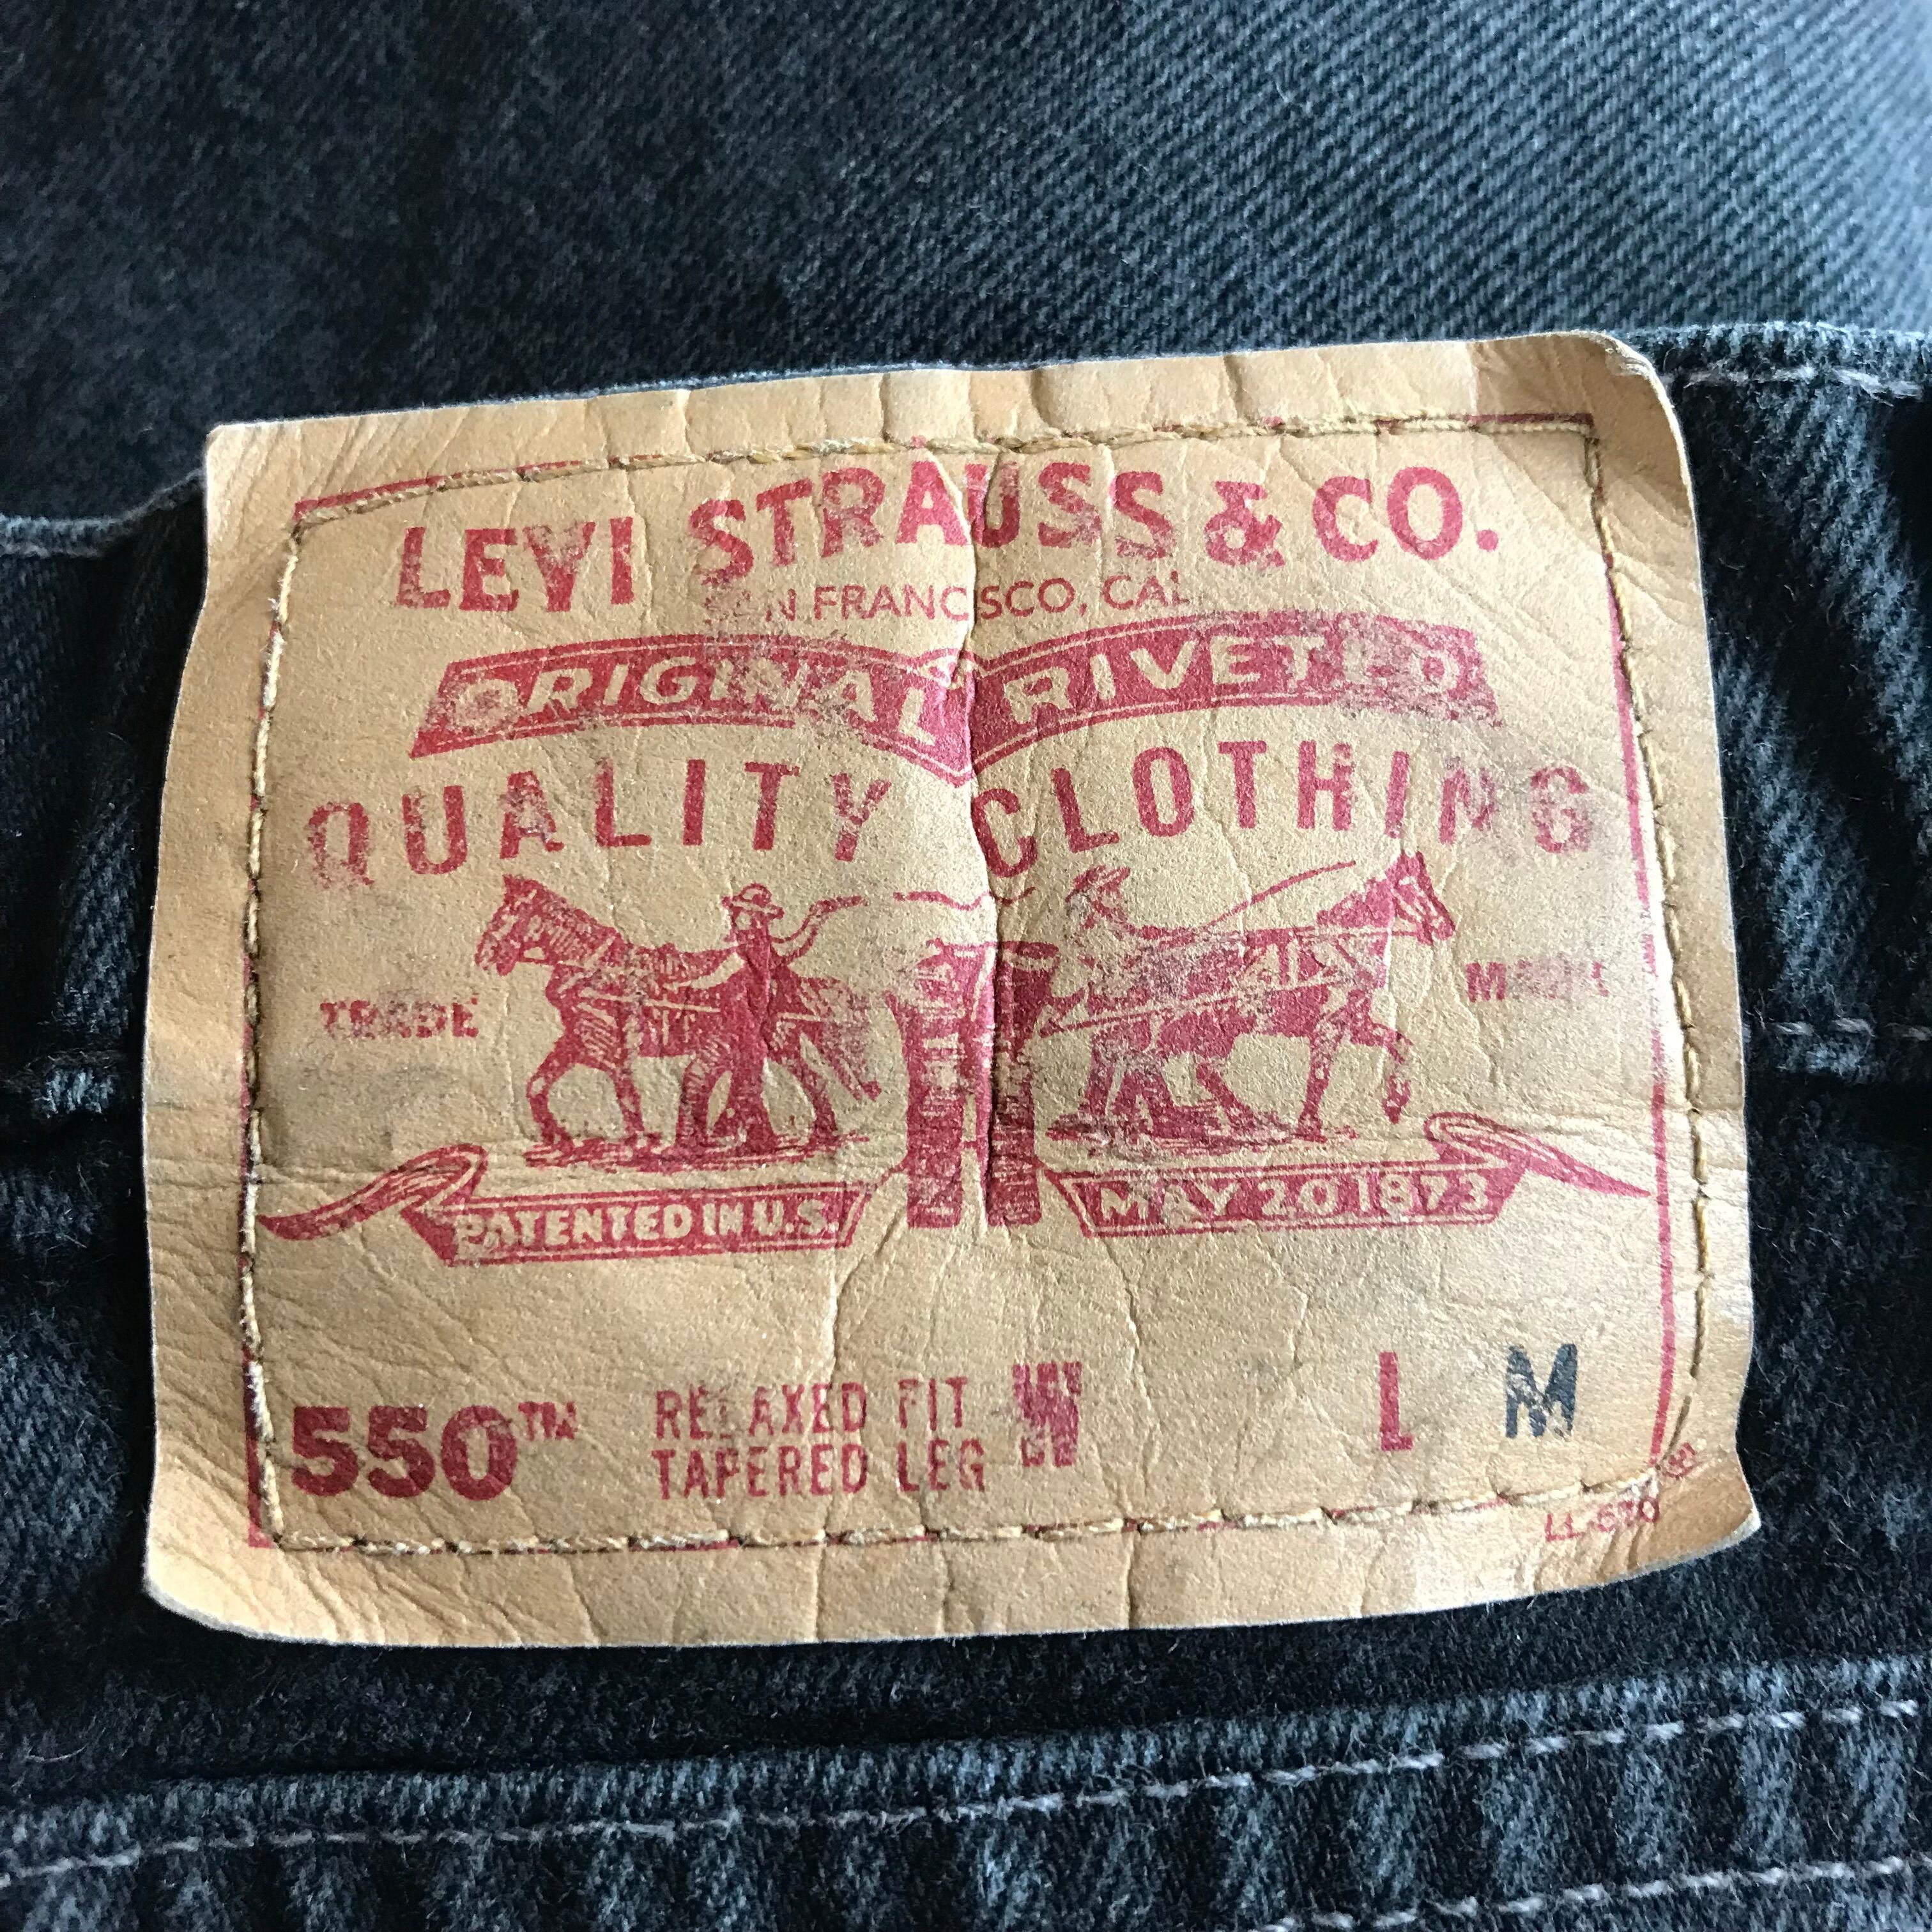 LEVI STRAUSS & CO.
SAN FRANCISCO, CAL.
ORIGINAL RIVETED
QUALITY CLOTHING
TRADE MARK
PATENTED IN U.S. MAY 20 1873
550™ RELAXED FIT W L M
TAPERED LEG